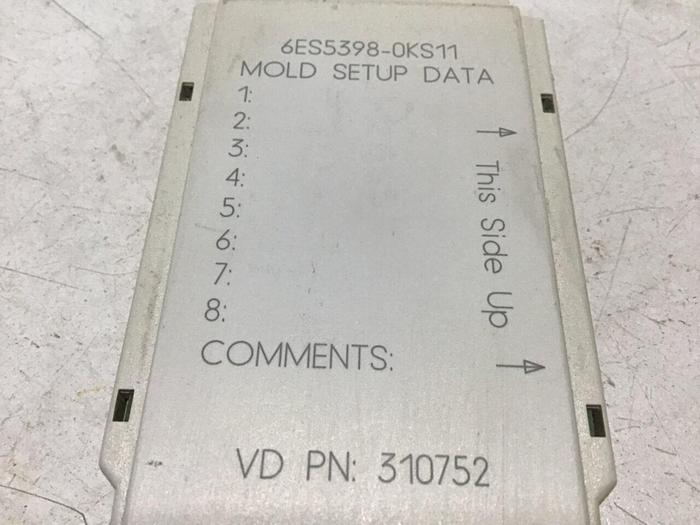 6ES5398-0KS11
MOLD SETUP DATA
1:
2:
3:
4:
5:
6:
7:
8:
COMMENTS:
This Side Up
VD PN: 310752